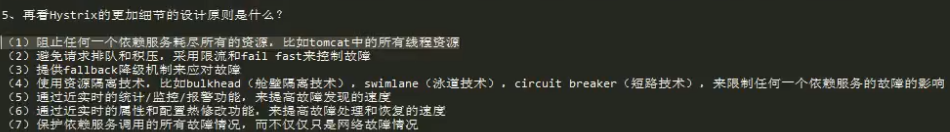 5、再看Hystrix的更加细节的设计原则是什么？
（1）阻止任何一个依赖服务耗尽所有的资源，比如tomcat中的所有线程资源
（2）避免请求排队和积压，采用限流和fail fast来控制故障
（3）提供fallback降级机制来应对故障
（4）使用资源隔离技术，比如bulkhead（舱壁隔离技术），swimlane（泳道技术），circuit breaker（短路技术），来限制任何一个依赖服务的故障的影响
（5）通过近实时的统计/监控/报警功能，来提高故障发现的速度
（6）通过近实时的属性和配置热修改功能，来提高故障处理和恢复的速度
（7）保护依赖服务调用的所有故障情况，而不仅仅只是网络故障情况